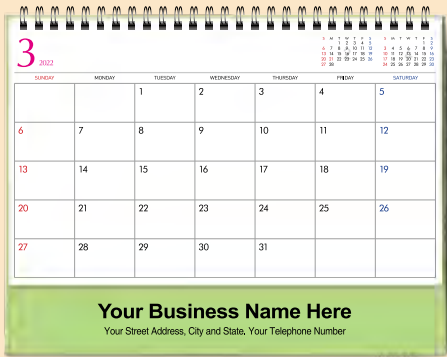 3 2022
SUNDAY MONDAY TUESDAY WEDNESDAY THURSDAY FRIDAY SATURDAY
1 2 3 4 5
6 7 8 9 10 11 12
13 14 15 16 17 18 19
20 21 22 23 24 25 26
27 28 29 30 31
Your Business Name Here
Your Street Address, City and State, Your Telephone Number